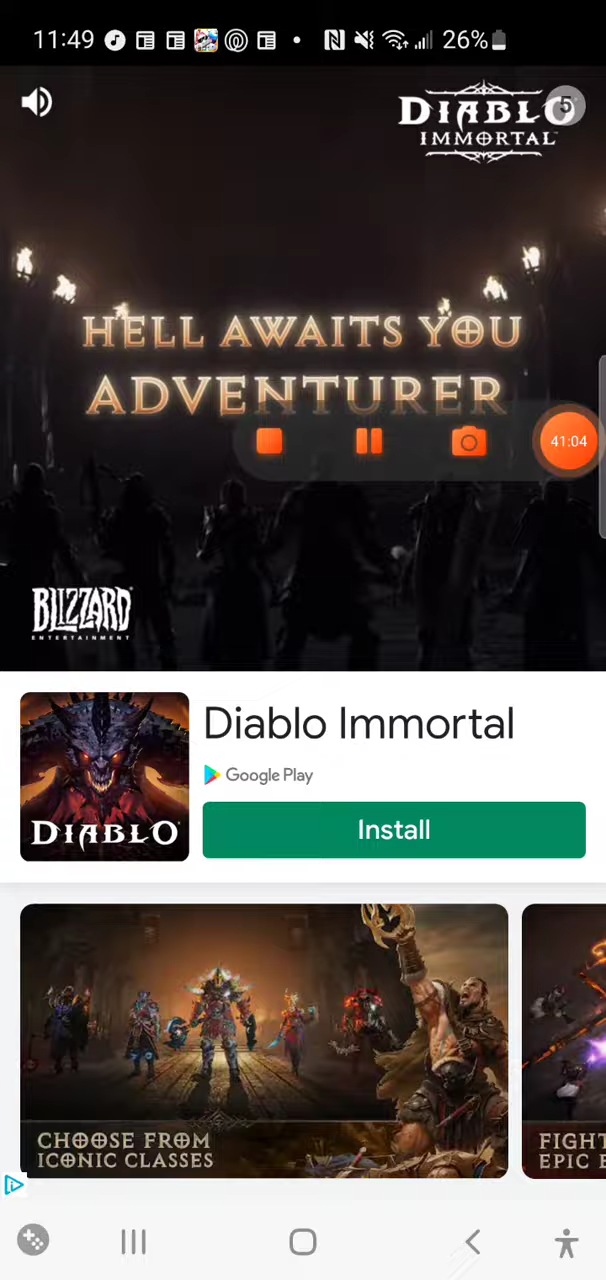 11:49
26%
DIABLO
IMMORTAL
5
HELL AWAITS YOU
ADVENTURER
41:04
BLIZZARD
ENTERTAINMENT
Diablo Immortal
Google Play
Install
DIABLO
CHOOSE FROM
ICONIC CLASSES
FIGHT
EPIC